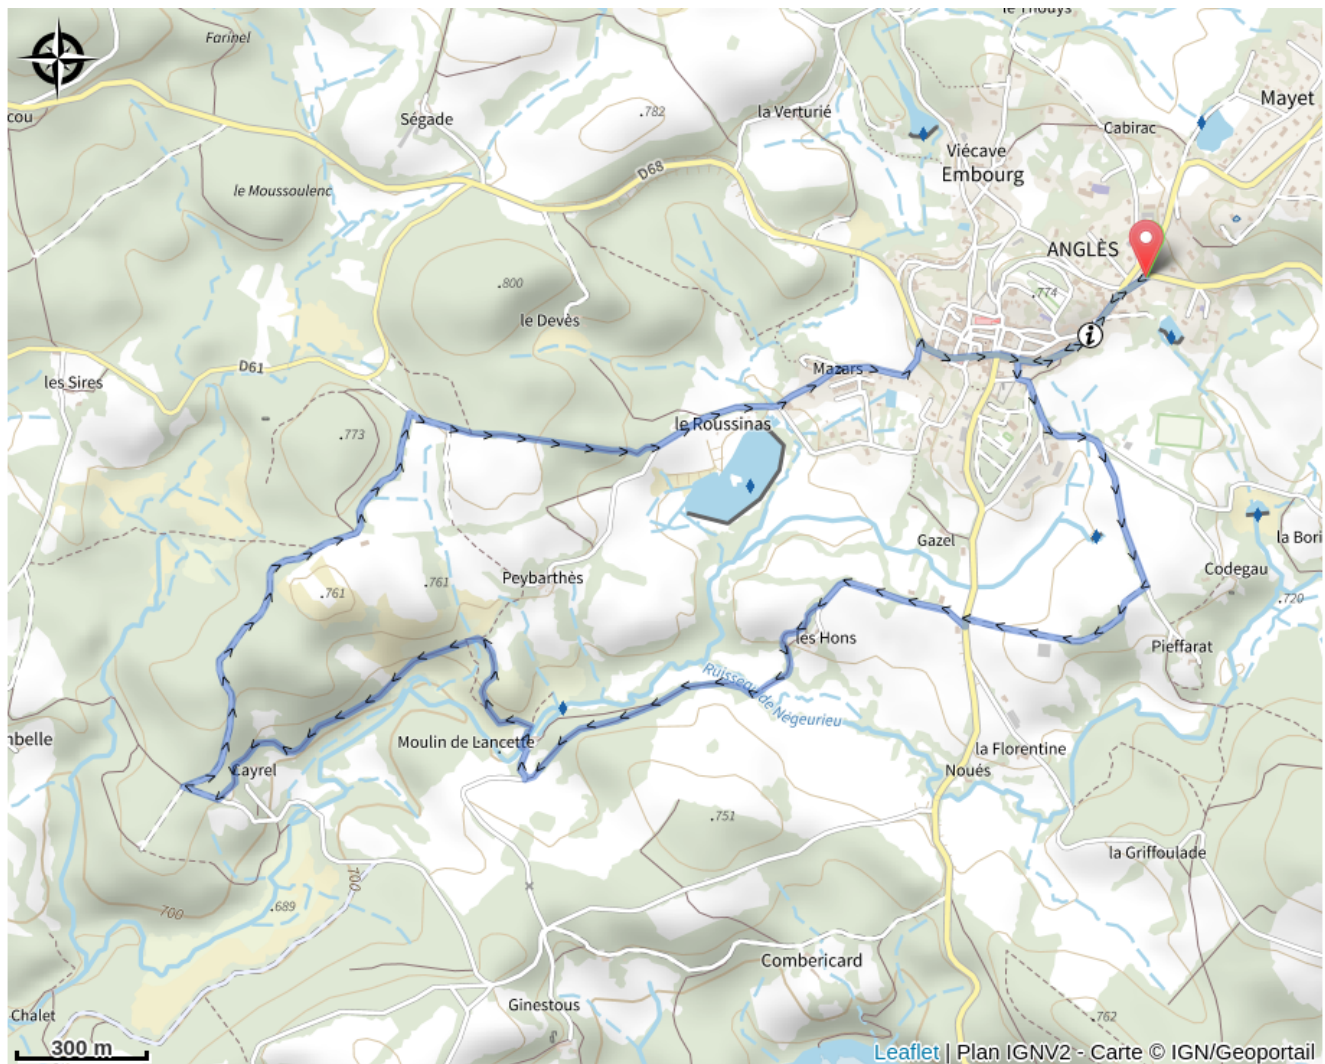 le Thouys
Farinel
Mayet
cou
Ségade
.782
la Verturié
Cabirac
Viécave
Embourg
D68
le Moussoulenc
ANGLÈS
.800
.774
le Devès
i
D61
Mazars
les Sires
le Roussinas
.773
Gazel
la Bori
Peybarthès
.761
.761
Codegau
.720
les Hons
Pieffarat
Ruisseau de Négeurieu
mbelle
Moulin de Lancette
la Florentine
Cayrel
Noués
.751
la Griffoulade
700
700
.689
Combericard
Ginestous
Chalet
.762
300 m
Leaflet | Plan IGNV2 - Carte © IGN/Geoportail